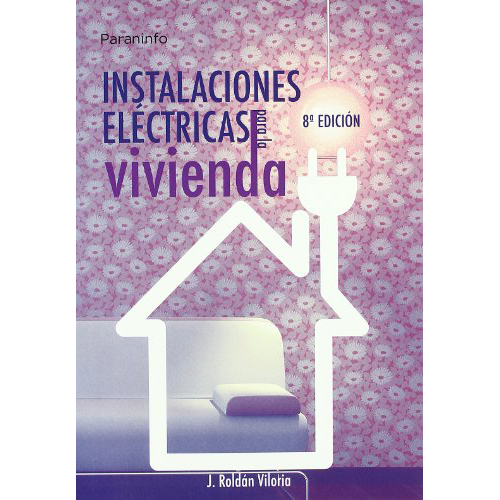 Paraninfo
INSTALACIONES
ELÉCTRICAS
para la
vivienda
8ª EDICIÓN
J. Roldán Viloria